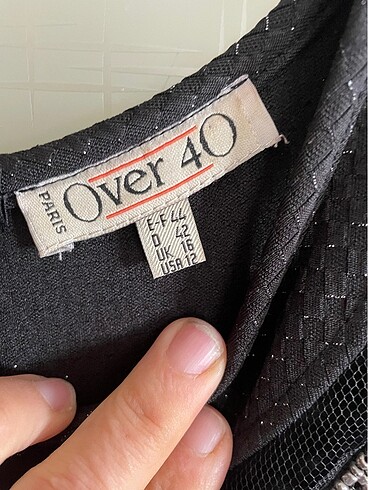 Over 40
PARIS
E-F 44
D 42
UK 16
USA 12